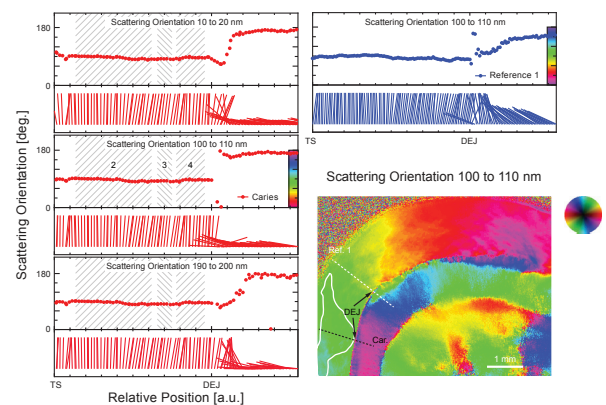 Scattering Orientation 10 to 20 nm
180
0
Scattering Orientation 100 to 110 nm
180
2
3
4
Caries
0
Scattering Orientation 190 to 200 nm
180
0
TS
DEJ
Relative Position [a.u.]
Scattering Orientation [deg.]
Scattering Orientation 100 to 110 nm
Reference 1
TS
DEJ
Scattering Orientation 100 to 110 nm
Ref. 1
DEJ
Car.
1 mm